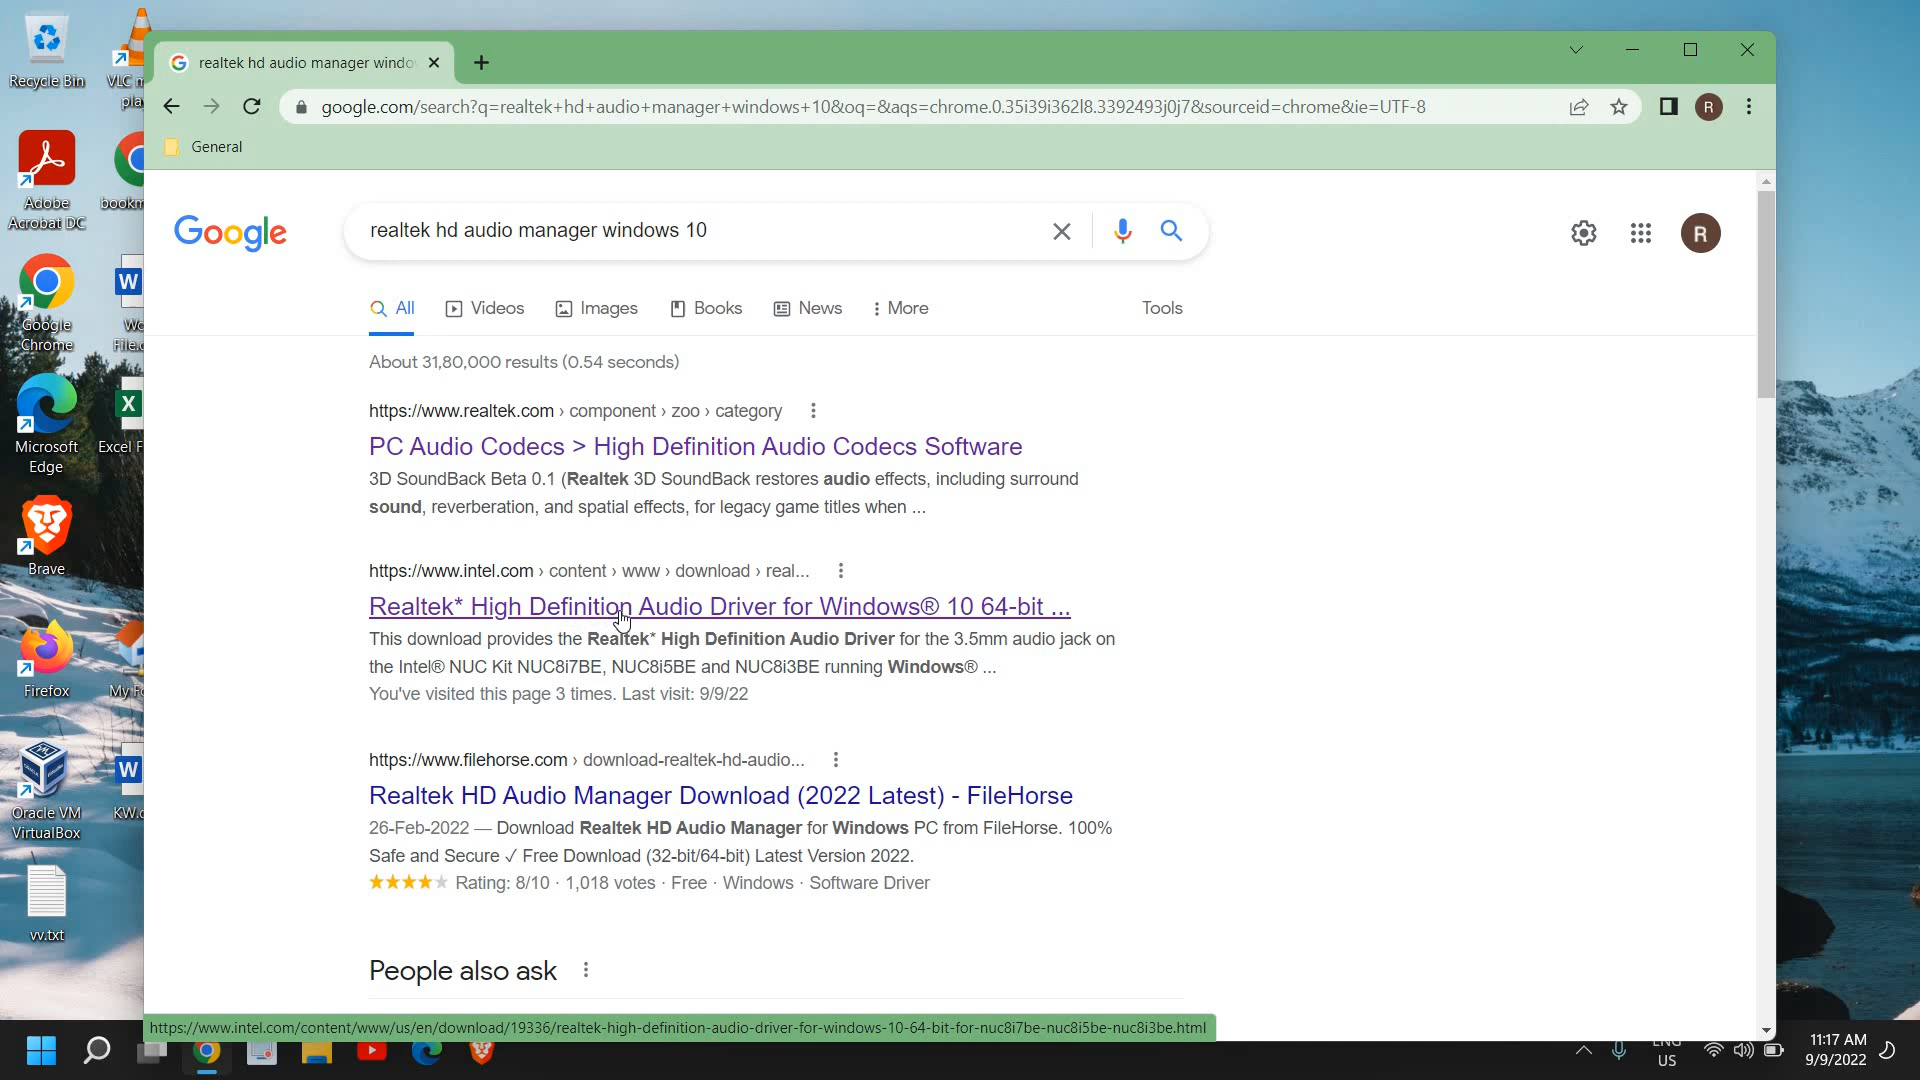 Recycle Bin
VLC m
pla
Adobe
Acrobat DC
bookm
Google
Chrome
Wo
File.c
Microsoft
Edge
Excel F
Brave
Firefox
My Fo
Oracle VM
VirtualBox
KW.c
vv.txt
realtek hd audio manager windo
google.com/search?q=realtek+hd+audio+manager+windows+10&oq=&aqs=chrome.0.35i39i362l8.3392493j0j7&sourceid=chrome&ie=UTF-8
R
General
Google
realtek hd audio manager windows 10
R
All
Videos
Images
Books
News
More
Tools
About 31,80,000 results (0.54 seconds)
https://www.realtek.com › component › zoo › category
PC Audio Codecs > High Definition Audio Codecs Software
3D SoundBack Beta 0.1 (Realtek 3D SoundBack restores audio effects, including surround
sound, reverberation, and spatial effects, for legacy game titles when ...
https://www.intel.com › content › www › download › real...
Realtek* High Definition Audio Driver for Windows® 10 64-bit ...
This download provides the Realtek* High Definition Audio Driver for the 3.5mm audio jack on
the Intel® NUC Kit NUC8i7BE, NUC8i5BE and NUC8i3BE running Windows® ...
You've visited this page 3 times. Last visit: 9/9/22
https://www.filehorse.com › download-realtek-hd-audio...
Realtek HD Audio Manager Download (2022 Latest) - FileHorse
26-Feb-2022 — Download Realtek HD Audio Manager for Windows PC from FileHorse. 100%
Safe and Secure ✓ Free Download (32-bit/64-bit) Latest Version 2022.
Rating: 8/10 · 1,018 votes · Free · Windows · Software Driver
People also ask
https://www.intel.com/content/www/us/en/download/19336/realtek-high-definition-audio-driver-for-windows-10-64-bit-for-nuc8i7be-nuc8i5be-nuc8i3be.html
ENG
US
11:17 AM
9/9/2022